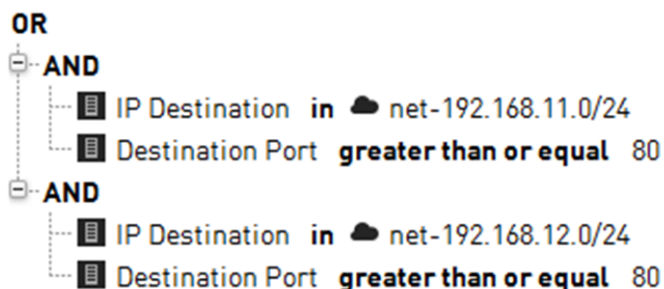 OR
AND
IP Destination in net-192.168.11.0/24
Destination Port greater than or equal 80
AND
IP Destination in net-192.168.12.0/24
Destination Port greater than or equal 80